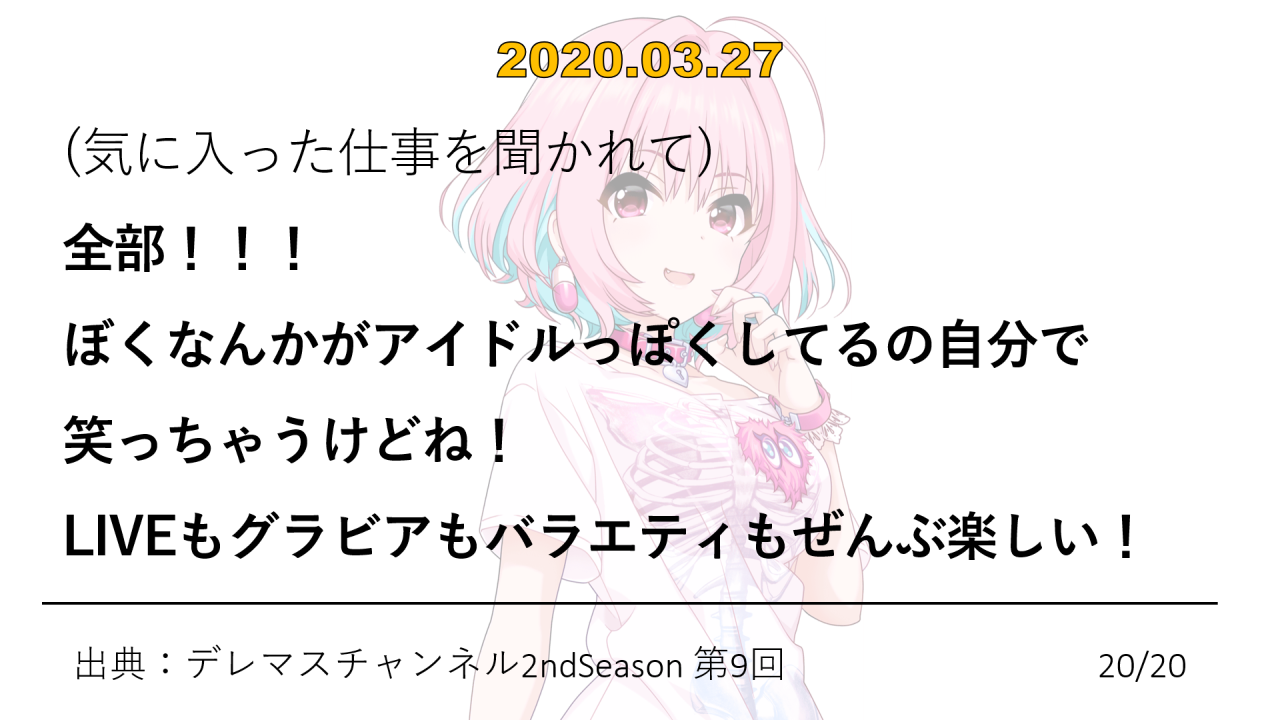 2020.03.27
(気に入った仕事を聞かれて)
全部！！！
ぼくなんかがアイドルっぽくしてるの自分で
笑っちゃうけどね！
LIVEもグラビアもバラエティもぜんぶ楽しい！
出典：デレマスチャンネル2ndSeason 第9回
20/20